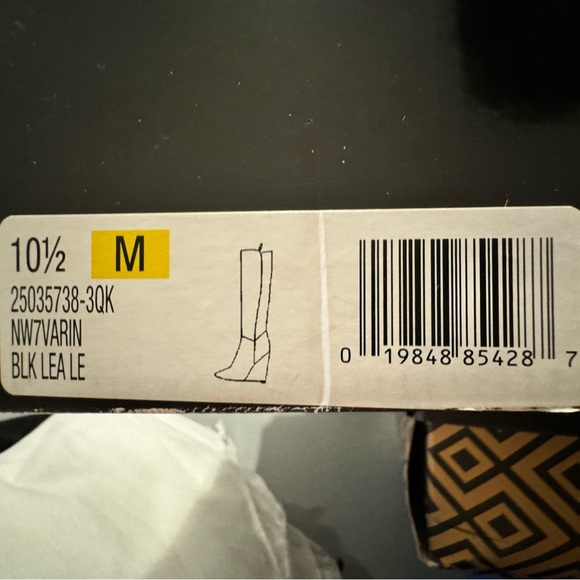 10½ M
25035738-3QK
NW7VARIN
BLK LEA LE
0 19848 85428 7